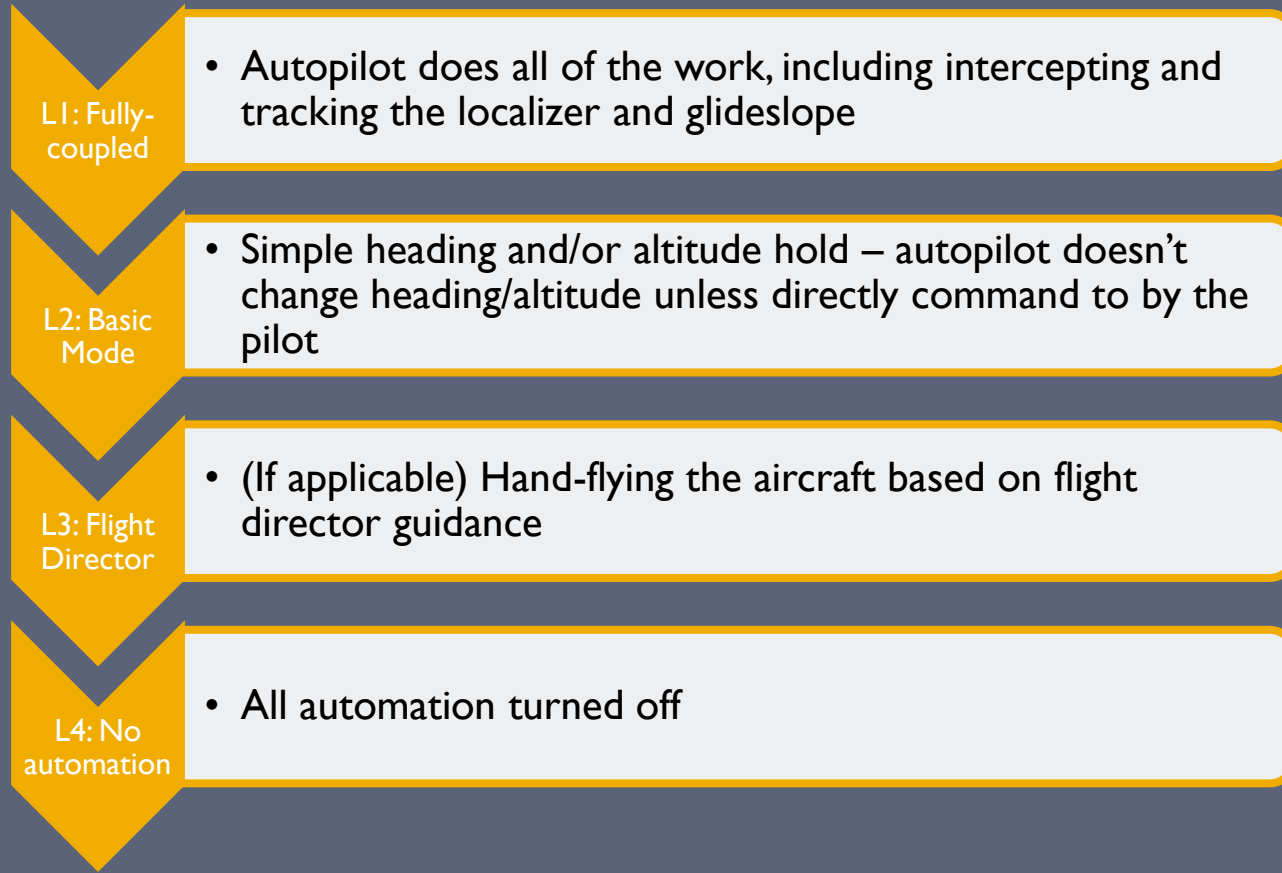 L1: Fully-
coupled
• Autopilot does all of the work, including intercepting and
tracking the localizer and glideslope
L2: Basic
Mode
• Simple heading and/or altitude hold – autopilot doesn’t
change heading/altitude unless directly command to by the
pilot
L3: Flight
Director
• (If applicable) Hand-flying the aircraft based on flight
director guidance
L4: No
automation
• All automation turned off